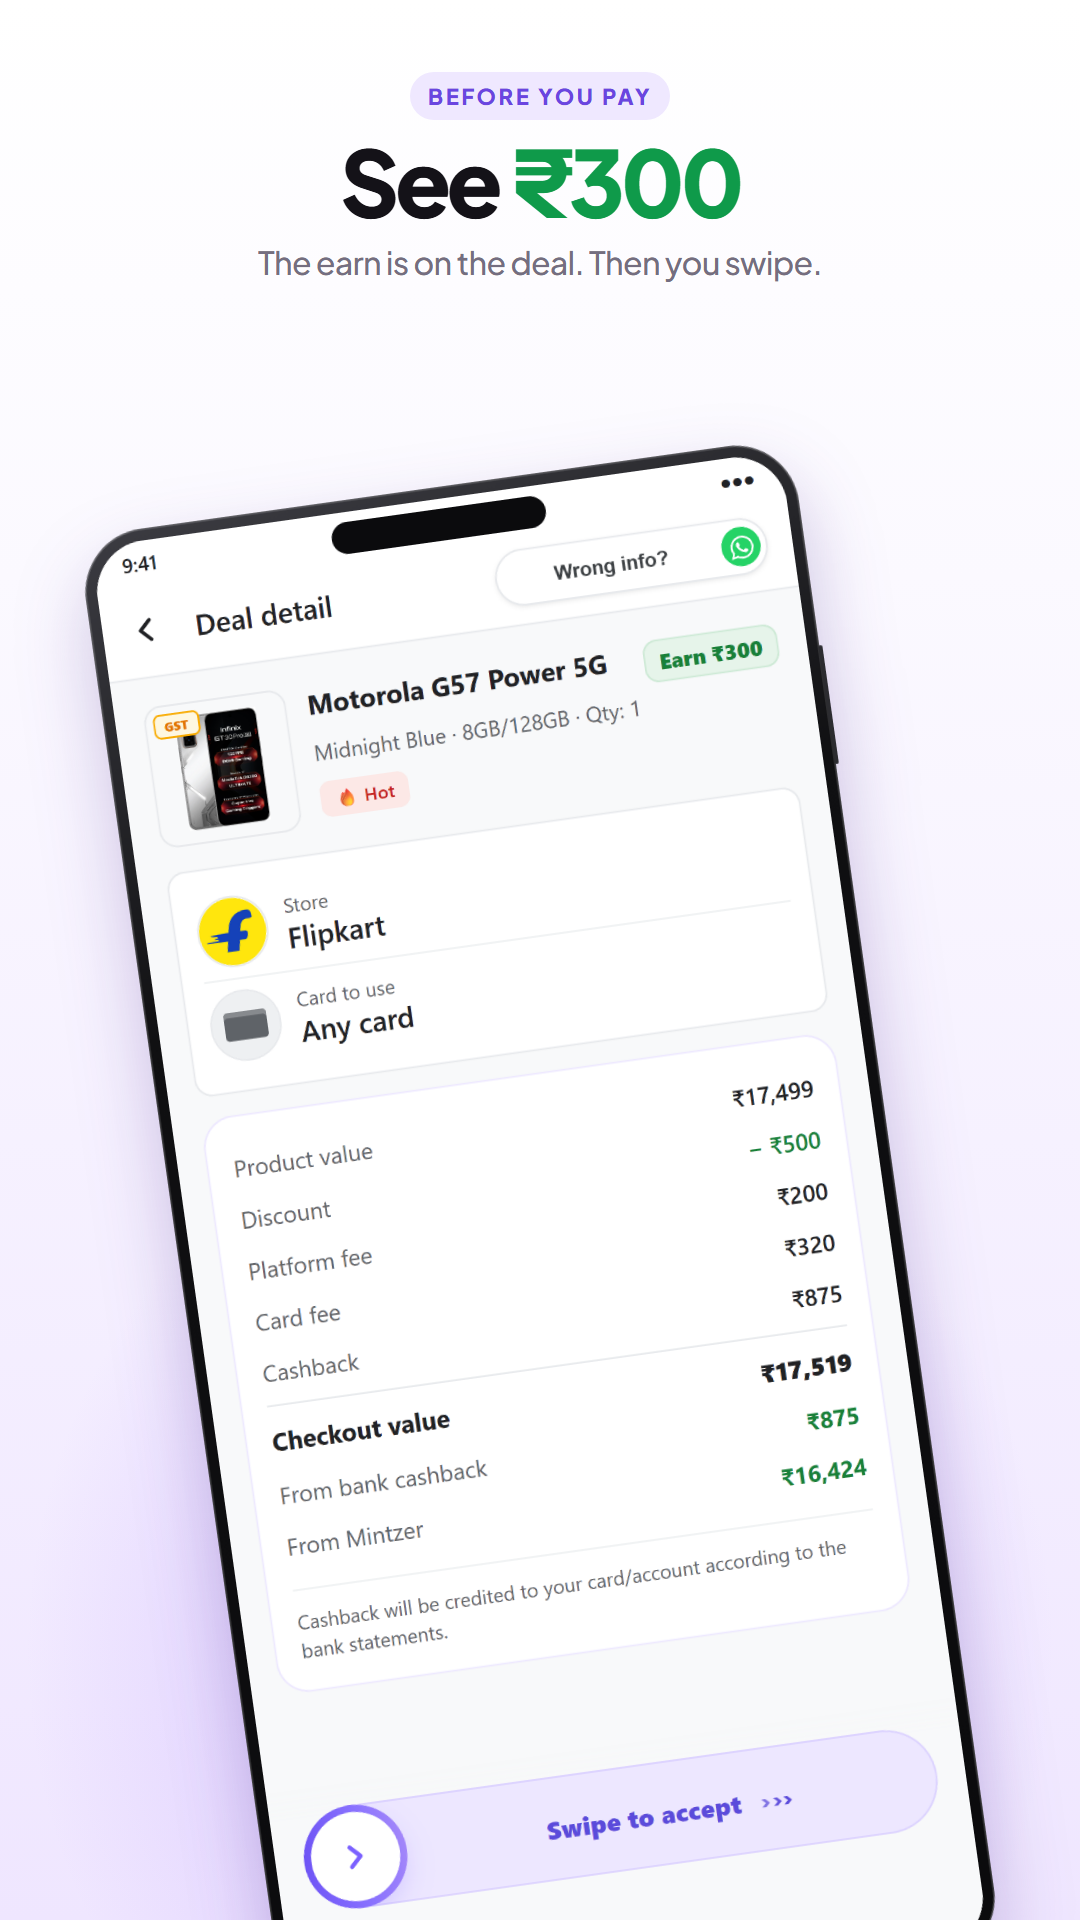 BEFORE YOU PAY
See ₹300
The earn is on the deal. Then you swipe.
9:41
Deal detail
Wrong info?
GST
Infinix
Motorola G57 Power 5G
Earn ₹300
Midnight Blue · 8GB/128GB · Qty: 1
🔥 Hot
Store
Flipkart
Card to use
Any card
Product value ₹17,499
Discount – ₹500
Platform fee ₹200
Card fee ₹320
Cashback ₹875
Checkout value ₹17,519
From bank cashback ₹875
From Mintzer ₹16,424
Cashback will be credited to your card/account according to the
bank statements.
Swipe to accept ›››